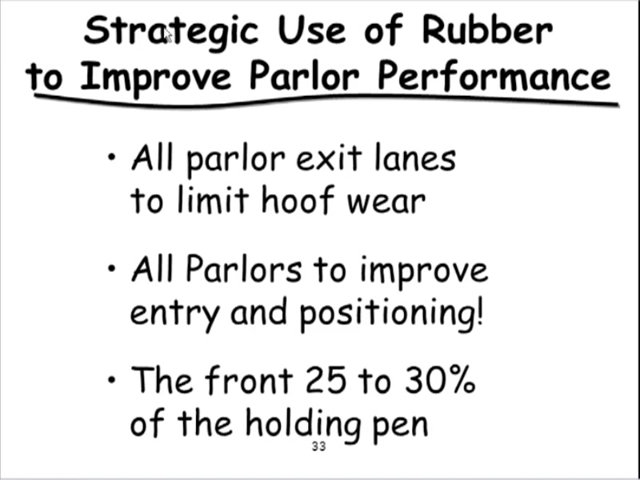 Strategic Use of Rubber
to Improve Parlor Performance
• All parlor exit lanes
to limit hoof wear
• All Parlors to improve
entry and positioning!
• The front 25 to 30%
of the holding pen
33